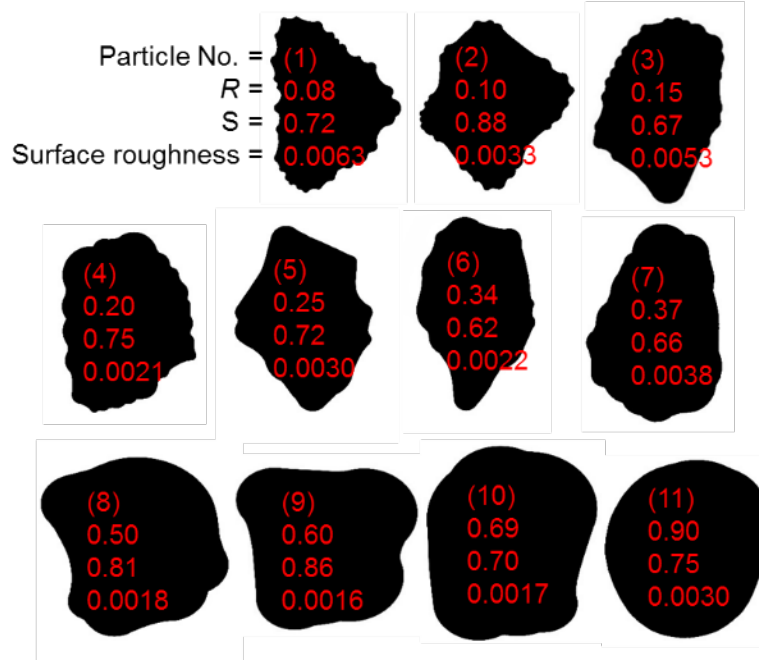 Particle No. = (1) (2) (3)
R = 0.08 0.10 0.15
S = 0.72 0.88 0.67
Surface roughness = 0.0063 0.0033 0.0053
(4) (5) (6) (7)
0.20 0.25 0.34 0.37
0.75 0.72 0.62 0.66
0.0021 0.0030 0.0022 0.0038
(8) (9) (10) (11)
0.50 0.60 0.69 0.90
0.81 0.86 0.70 0.75
0.0018 0.0016 0.0017 0.0030